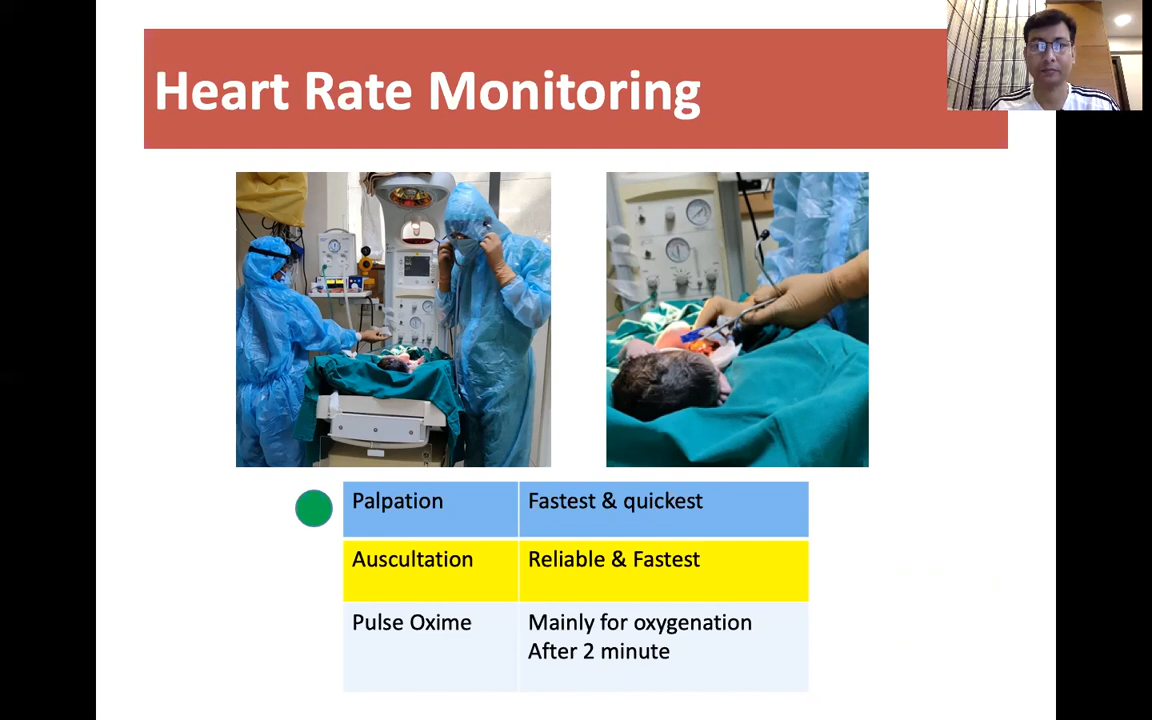 Heart Rate Monitoring
Palpation
Fastest & quickest
Auscultation
Reliable & Fastest
Pulse Oxime
Mainly for oxygenation
After 2 minute